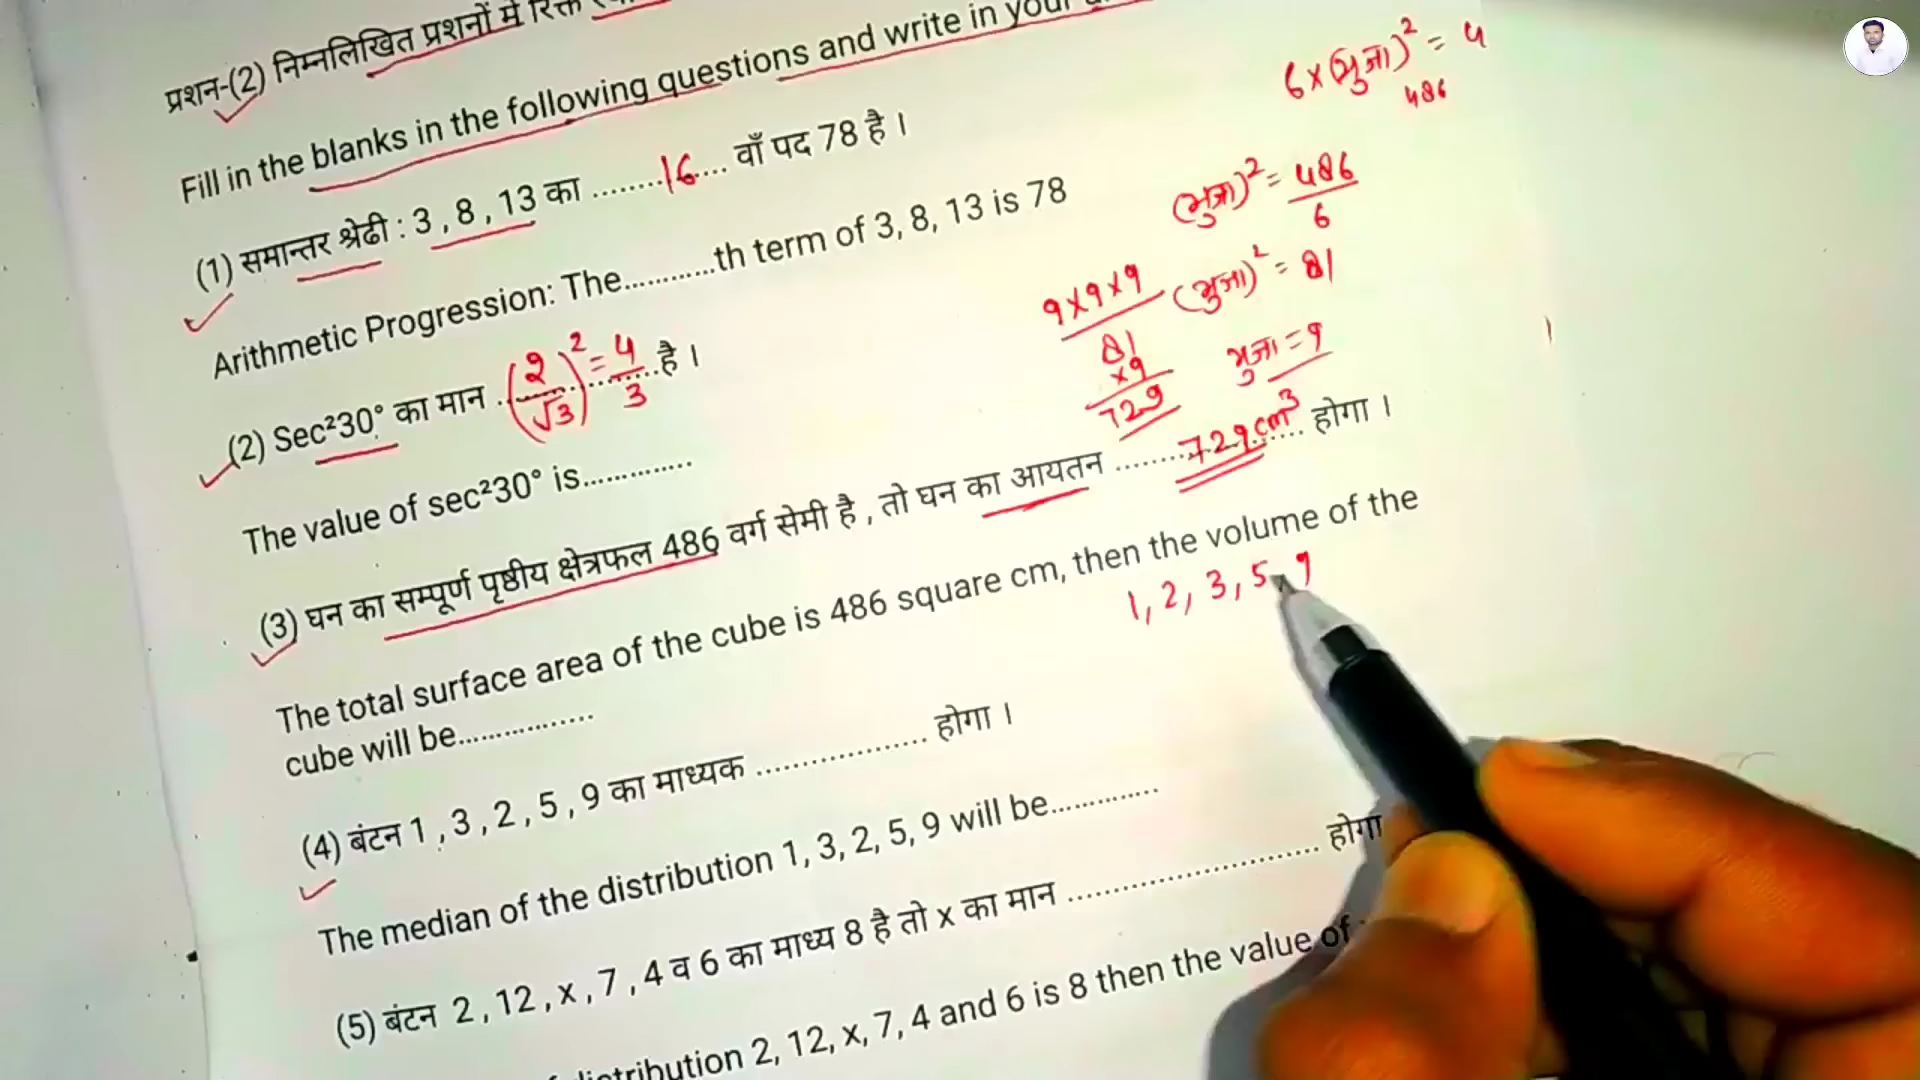 प्रशन-(2) निम्नलिखित प्रशनों में रिक्त
Fill in the blanks in the following questions and write in your
(1) समान्तर श्रेढी : 3 , 8 , 13 का ........16.... वाँ पद 78 है ।
Arithmetic Progression: The...........th term of 3, 8, 13 is 78
(2) Sec²30° का मान ..(2/√3)² = 4/3..है ।
The value of sec²30° is.............
(3) घन का सम्पूर्ण पृष्ठीय क्षेत्रफल 486 वर्ग सेमी है , तो घन का आयतन ........729cm³.... होगा ।
The total surface area of the cube is 486 square cm, then the volume of the
cube will be................
(4) बंटन 1 , 3 , 2 , 5 , 9 का माध्यक .................. होगा ।
The median of the distribution 1, 3, 2, 5, 9 will be.............
(5) बंटन 2 , 12 , x , 7 , 4 व 6 का माध्य 8 है तो x का मान .......................... होगा
distribution 2, 12, x, 7, 4 and 6 is 8 then the value of
6 × (भुजा)² = 4
486
(भुजा)² = 486/6
(भुजा)² = 81
भुजा = 9
9×9×9
81
×9
729
1, 2, 3, 5, 9